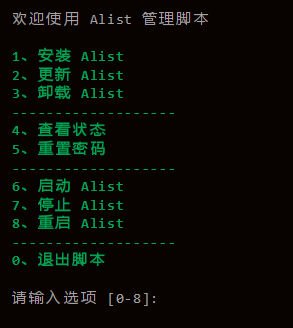 欢迎使用 Alist 管理脚本
1、安装 Alist
2、更新 Alist
3、卸载 Alist
-------------------
4、查看状态
5、重置密码
-------------------
6、启动 Alist
7、停止 Alist
8、重启 Alist
-------------------
0、退出脚本
请输入选项 [0-8]: